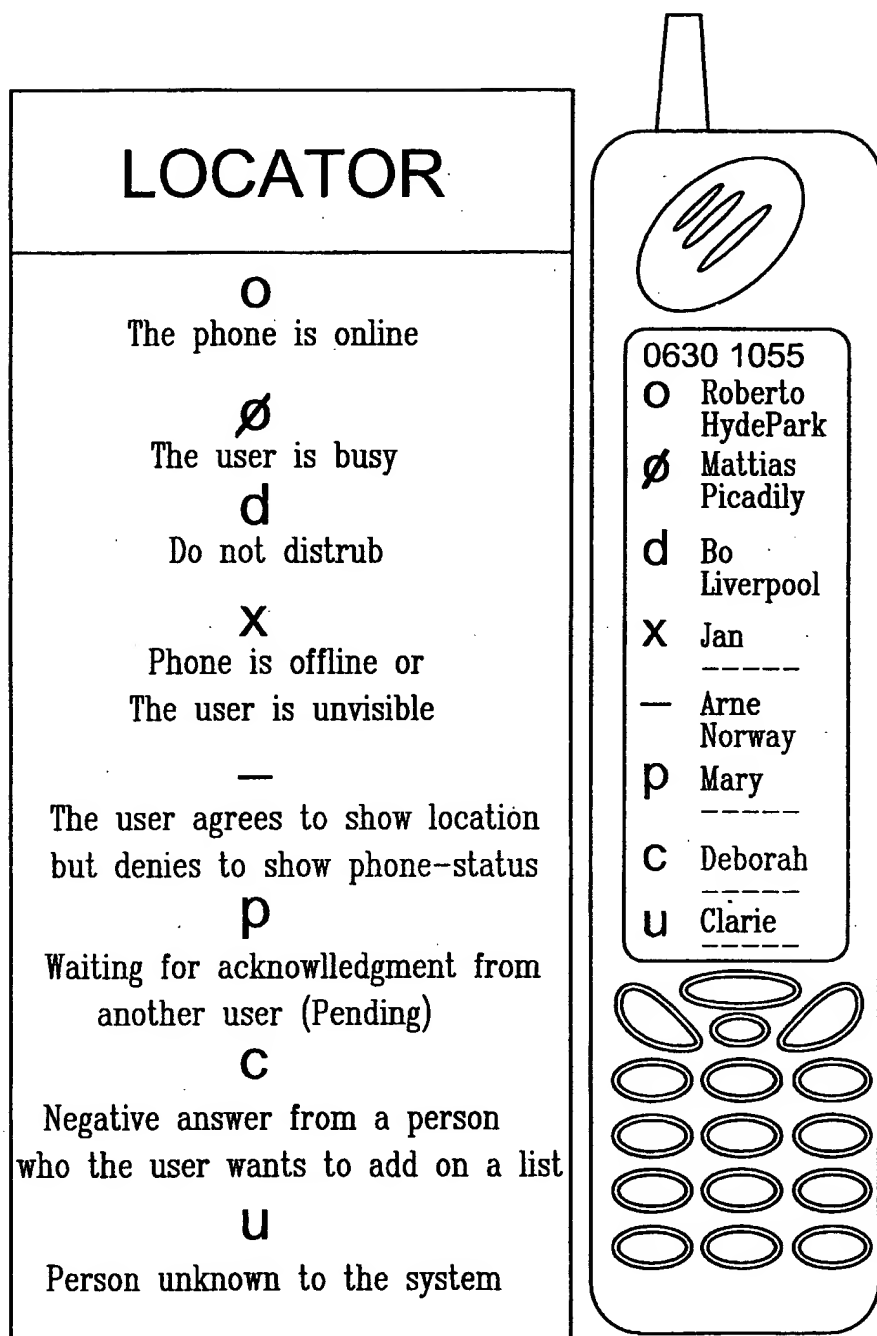 LOCATOR
o
The phone is online
ø
The user is busy
d
Do not distrub
x
Phone is offline or
The user is unvisible
—
The user agrees to show location
but denies to show phone-status
p
Waiting for acknowlledgment from
another user (Pending)
c
Negative answer from a person
who the user wants to add on a list
u
Person unknown to the system
0630 1055
o Roberto
HydePark
ø Mattias
Picadily
d Bo
Liverpool
x Jan
-----
— Arne
Norway
p Mary
-----
c Deborah
-----
u Clarie
-----